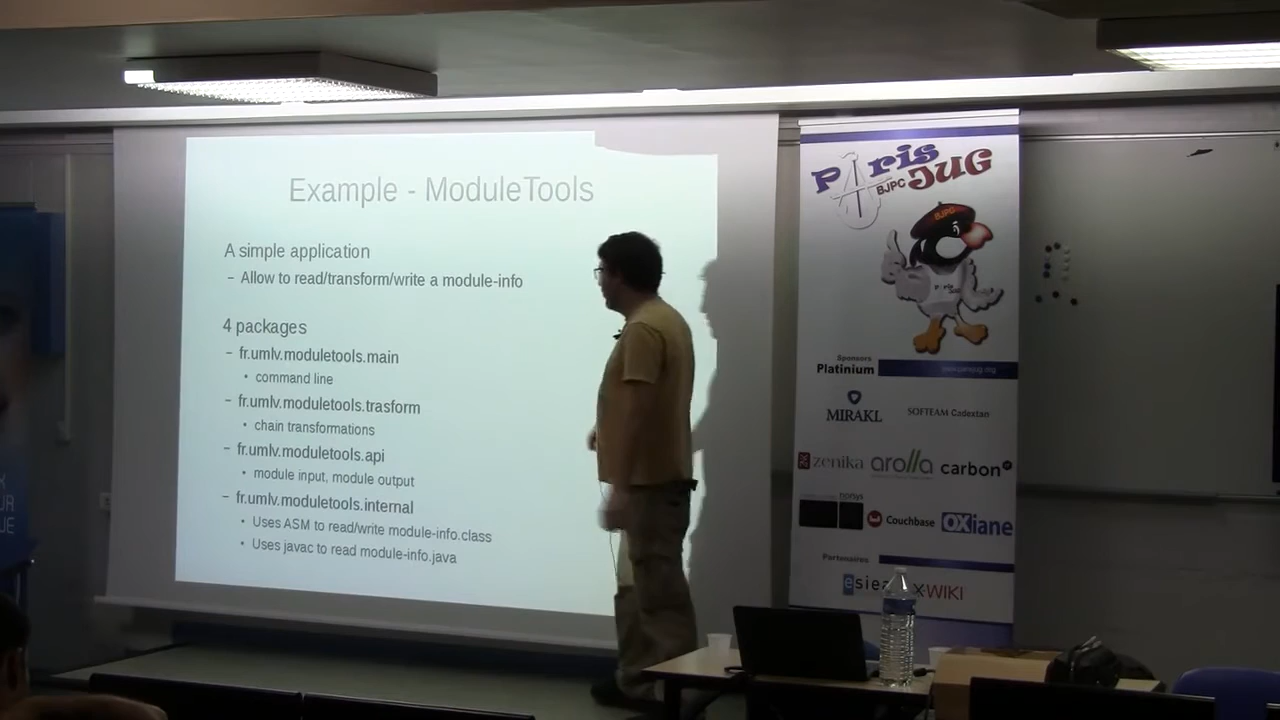 Example - ModuleTools
A simple application
– Allow to read/transform/write a module-info
4 packages
– fr.umlv.moduletools.main
• command line
– fr.umlv.moduletools.trasform
• chain transformations
– fr.umlv.moduletools.api
• module input, module output
– fr.umlv.moduletools.internal
• Uses ASM to read/write module-info.class
• Uses javac to read module-info.java
Paris
BJPC JUG
Sponsors
Platinium
MIRAKL
SOFTEAM Cadextan
zenika arolla carbon
Couchbase OXiane
Partenaires
esiea XWIKI